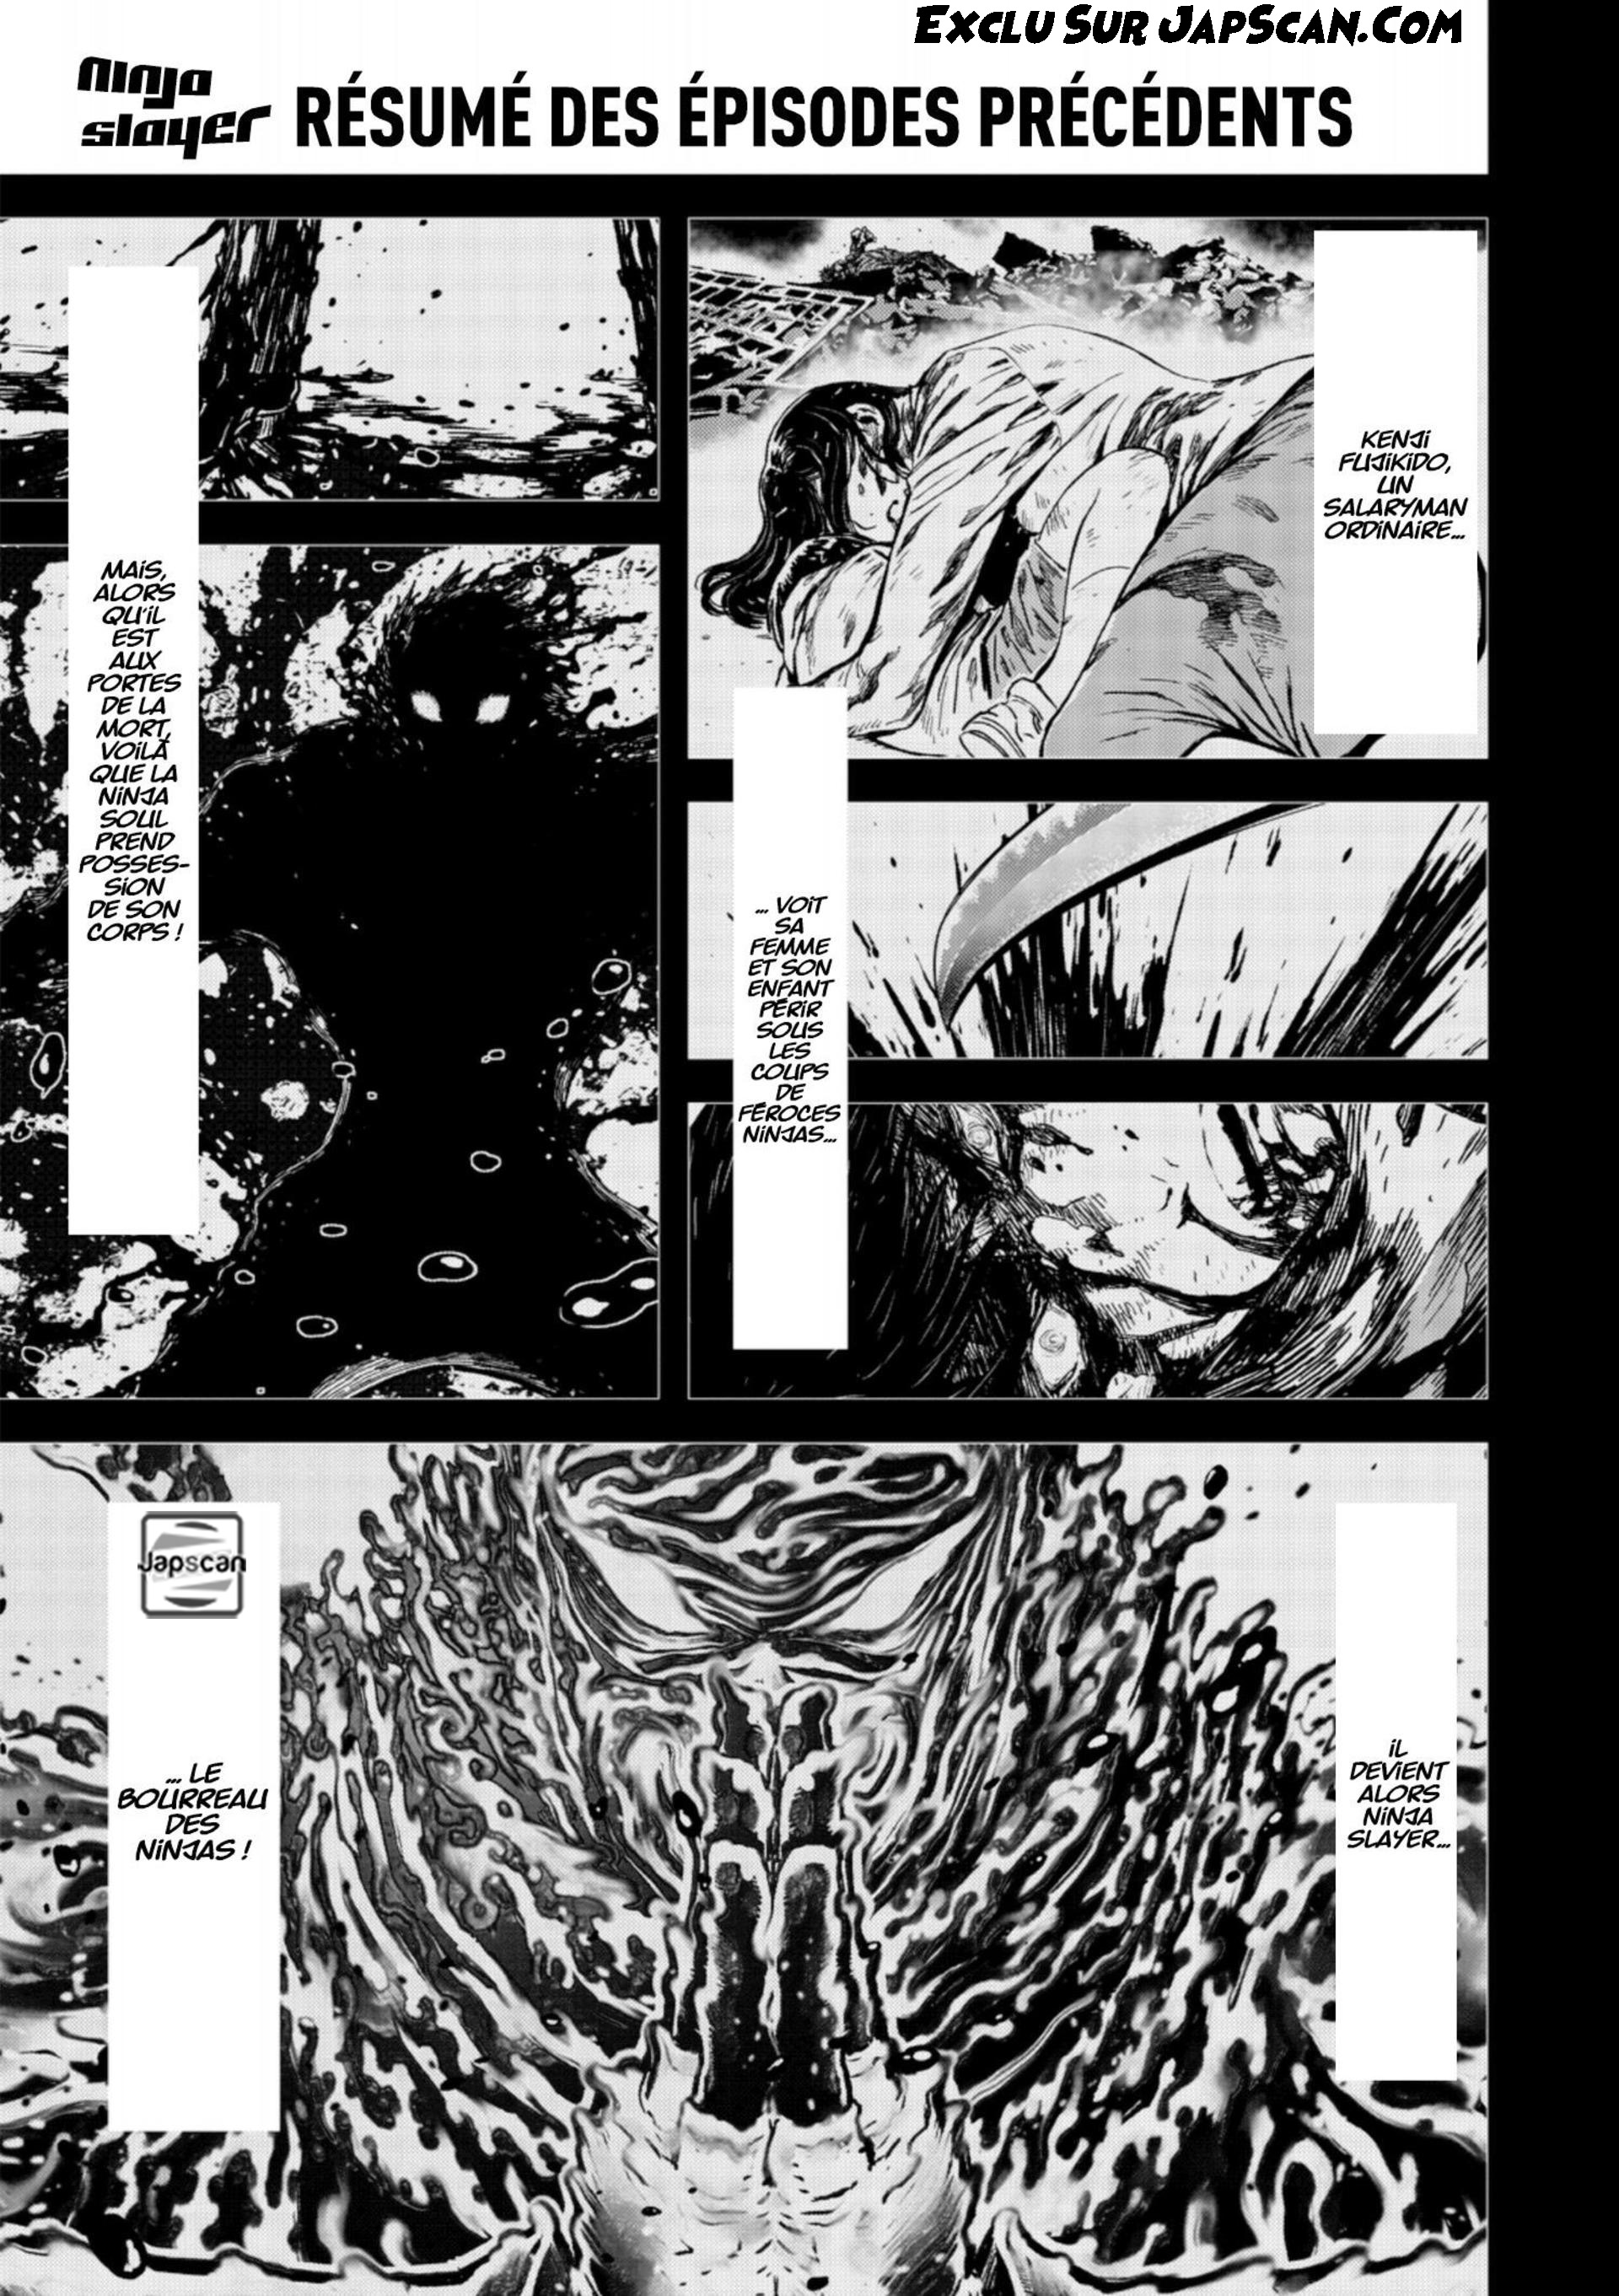 EXCLU SUR JAPSCAN.COM
ninja
slayer
RÉSUMÉ DES ÉPISODES PRÉCÉDENTS
KENJI
FUJIKIDO,
UN
SALARYMAN
ORDINAIRE...
... VOIT
SA
FEMME
ET SON
ENFANT
PÉRIR
SOUS
LES
COUPS
DE
FÉROCES
NINJAS...
MAIS,
ALORS
QU'IL
EST
AUX
PORTES
DE LA
MORT,
VOILÀ
QUE LA
NINJA
SOUL
PREND
POSSES-
SION
DE SON
CORPS !
IL
DEVIENT
ALORS
NINJA
SLAYER...
Japscan
... LE
BOURREAU
DES
NINJAS !